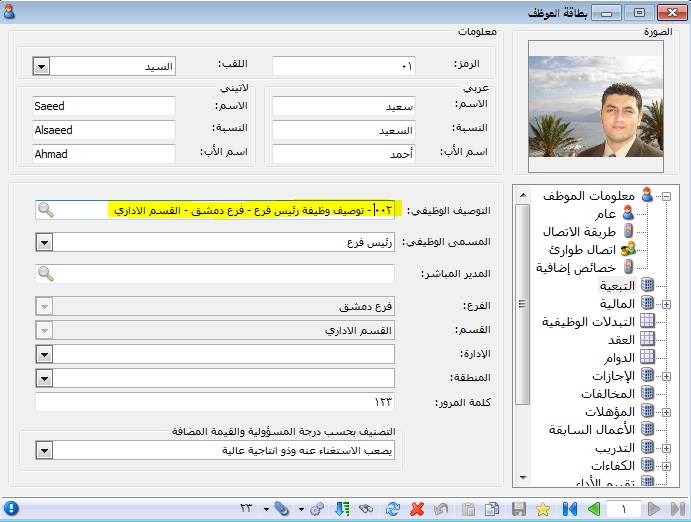 بطاقة الموظف
الصورة
معلومات
الرمز: ٠١
اللقب: السيد
عربي
الاسم: سعيد
النسبة: السعيد
اسم الأب: أحمد
لاتيني
الاسم: Saeed
النسبة: Alsaeed
اسم الأب: Ahmad
معلومات الموظف
عام
طريقة الاتصال
اتصال طوارئ
خصائص إضافية
التبعية
المالية
التبدلات الوظيفية
العقد
الدوام
الإجازات
المخالفات
المؤهلات
الأعمال السابقة
التدريب
الكفاءات
تقييم الأداء
التوصيف الوظيفي: ٠٠٢ - توصيف وظيفة رئيس فرع - فرع دمشق - القسم الاداري
المسمى الوظيفي: رئيس فرع
المدير المباشر:
الفرع: فرع دمشق
القسم: القسم الاداري
الإدارة:
المنطقة:
كلمة المرور: ١٢٣
التصنيف بحسب درجة المسؤولية والقيمة المضافة
يصعب الاستغناء عنه وذو انتاجية عالية
١
٢٣